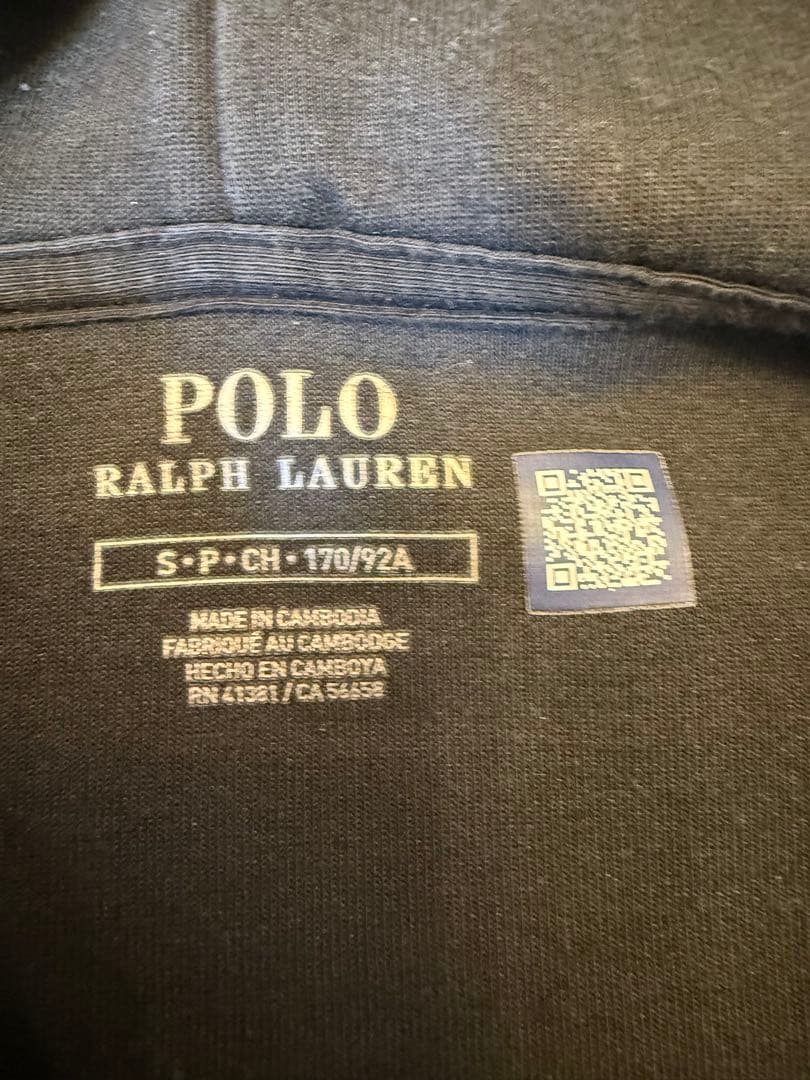 POLO
RALPH LAUREN
S•P•CH•170/92A
MADE IN CAMBODIA
FABRIQUÉ AU CAMBODGE
HECHO EN CAMBOYA
RN 41381 / CA 56658